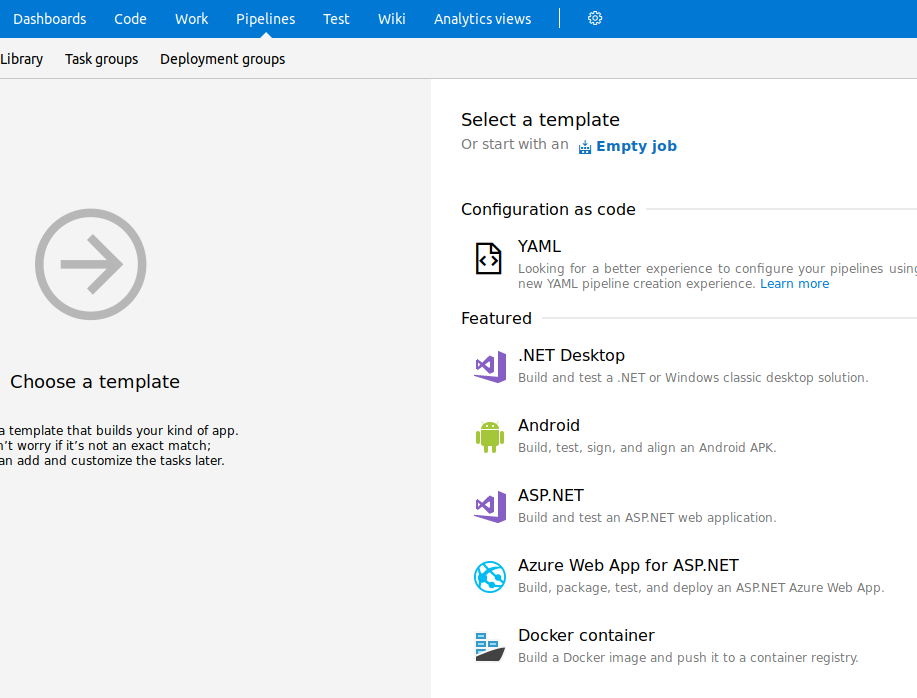 Dashboards Code Work Pipelines Test Wiki Analytics views
Library Task groups Deployment groups
Select a template
Or start with an Empty job
Configuration as code
YAML
Looking for a better experience to configure your pipelines using
new YAML pipeline creation experience. Learn more
Featured
.NET Desktop
Build and test a .NET or Windows classic desktop solution.
Android
Build, test, sign, and align an Android APK.
ASP.NET
Build and test an ASP.NET web application.
Azure Web App for ASP.NET
Build, package, test, and deploy an ASP.NET Azure Web App.
Docker container
Build a Docker image and push it to a container registry.
Choose a template
a template that builds your kind of app.
n't worry if it’s not an exact match;
an add and customize the tasks later.